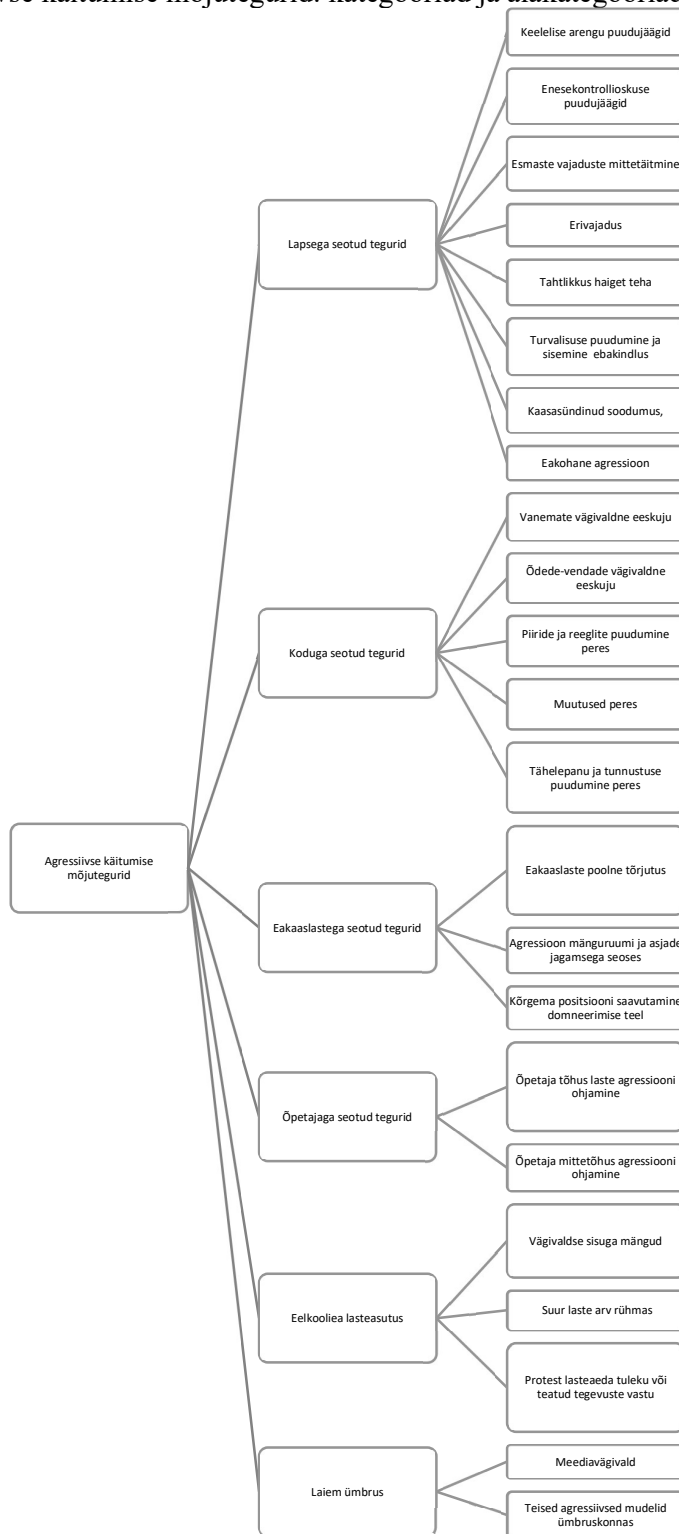 käitumise mõjutegurid: kategooriad ja alakategooriad
Keelelise arengu puudujäägid
Enesekontrollioskuse
puudujäägid
Esmaste vajaduste mittetäitmine
Lapsega seotud tegurid
Erivajadus
Tahtlikkus haiget teha
Turvalisuse puudumine ja
sisemine ebakindlus
Kaasasündinud soodumus,
Eakohane agressioon
Vanemate vägivaldne eeskuju
Õdede-vendade vägivaldne
eeskuju
Koduga seotud tegurid
Piiride ja reeglite puudumine
peres
Muutused peres
Tähelepanu ja tunnustuse
puudumine peres
Agressiivse käitumise
mõjutegurid
Eakaaslaste poolne tõrjutus
Eakaaslastega seotud tegurid
Agressioon mänguruumi ja asjade
jagamsega seoses
Kõrgema positsiooni saavutamine
domneerimise teel
Õpetaja tõhus laste agressiooni
ohjamine
Õpetajaga seotud tegurid
Õpetaja mittetõhus agressiooni
ohjamine
Vägivaldse sisuga mängud
Eelkooliea lasteasutus
Suur laste arv rühmas
Protest lasteaeda tuleku või
teatud tegevuste vastu
Meediavägivald
Laiem ümbrus
Teised agressiivsed mudelid
ümbruskonnas